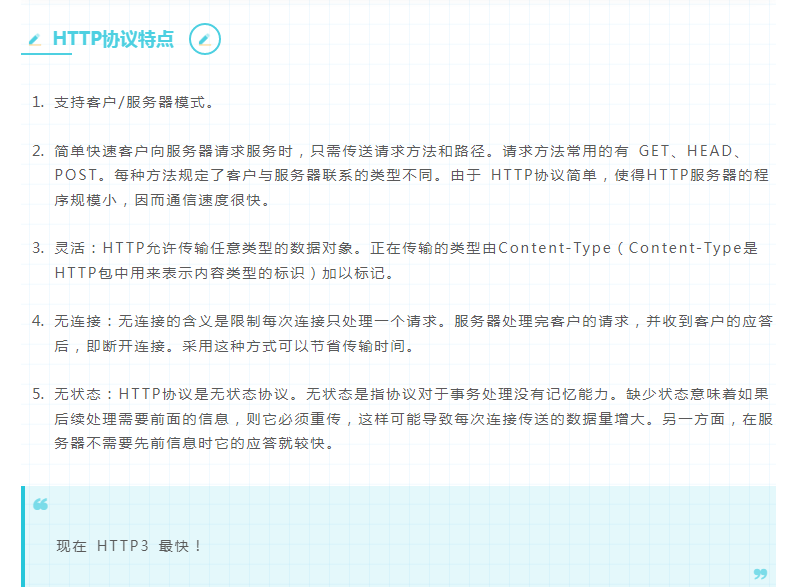 HTTP协议特点
1. 支持客户/服务器模式。
2. 简单快速客户向服务器请求服务时，只需传送请求方法和路径。请求方法常用的有 GET、HEAD、
POST。每种方法规定了客户与服务器联系的类型不同。由于 HTTP协议简单，使得HTTP服务器的程
序规模小，因而通信速度很快。
3. 灵活：HTTP允许传输任意类型的数据对象。正在传输的类型由Content-Type（Content-Type是
HTTP包中用来表示内容类型的标识）加以标记。
4. 无连接：无连接的含义是限制每次连接只处理一个请求。服务器处理完客户的请求，并收到客户的应答
后，即断开连接。采用这种方式可以节省传输时间。
5. 无状态：HTTP协议是无状态协议。无状态是指协议对于事务处理没有记忆能力。缺少状态意味着如果
后续处理需要前面的信息，则它必须重传，这样可能导致每次连接传送的数据量增大。另一方面，在服
务器不需要先前信息时它的应答就较快。
❝
现在 HTTP3 最快！
❞